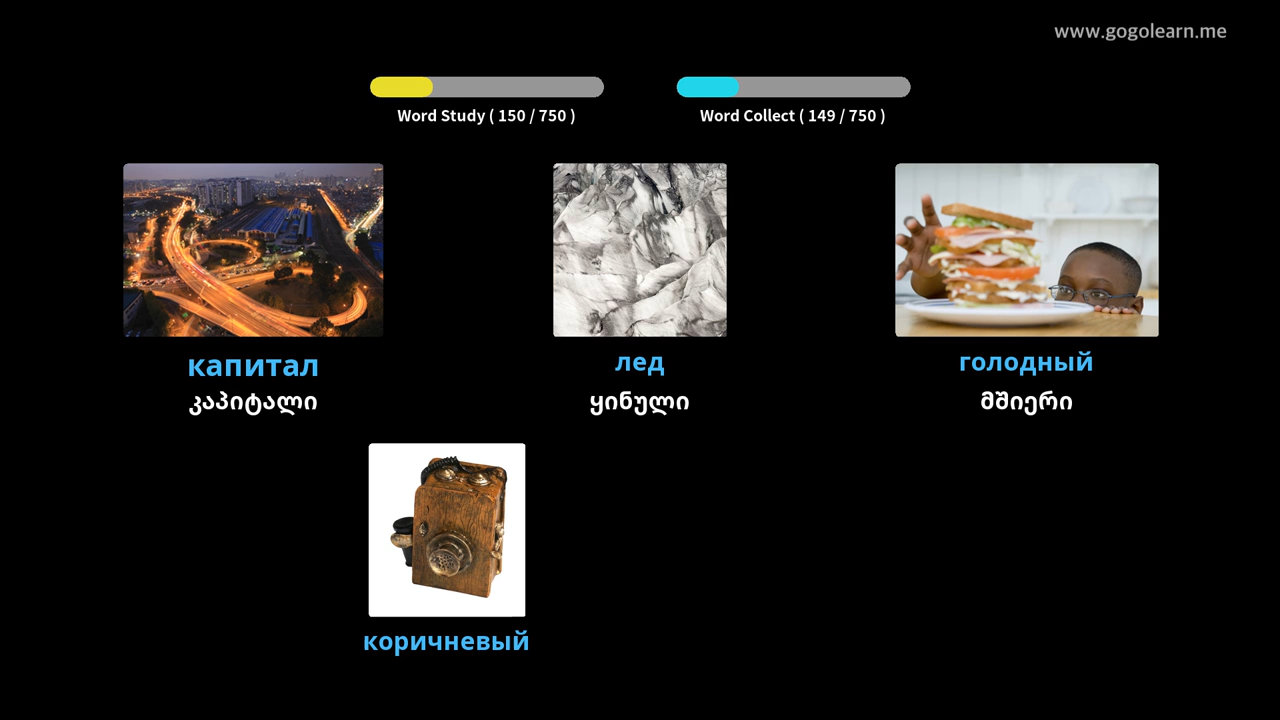 www.gogolearn.me
Word Study ( 150 / 750 )
Word Collect ( 149 / 750 )
капитал
лед
голодный
კაპიტალი
ყინული
მშიერი
коричневый